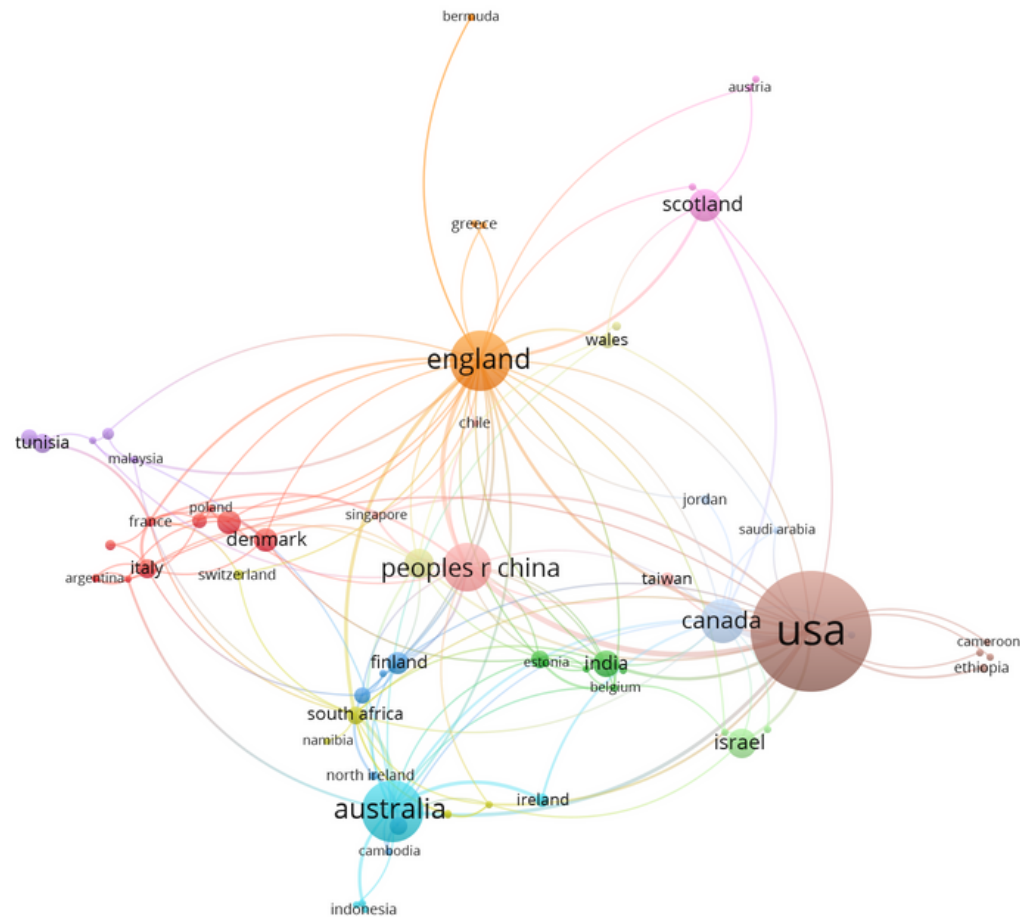 bermuda
austria
scotland
greece
wales
england
chile
tunisia
malaysia
jordan
poland
singapore
france
saudi arabia
denmark
peoples r china
italy
argentina
switzerland
taiwan
canada
usa
cameroon
finland
estonia
india
ethiopia
belgium
south africa
namibia
israel
north ireland
ireland
australia
cambodia
indonesia